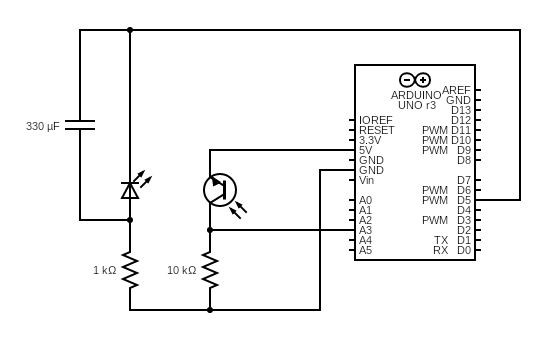 330 µF
1 kΩ
10 kΩ
ARDUINO
UNO r3
IOREF
RESET
3.3V
5V
GND
GND
Vin
A0
A1
A2
A3
A4
A5
AREF
GND
D13
D12
PWM D11
PWM D10
PWM D9
D8
D7
PWM D6
PWM D5
D4
PWM D3
D2
TX D1
RX D0